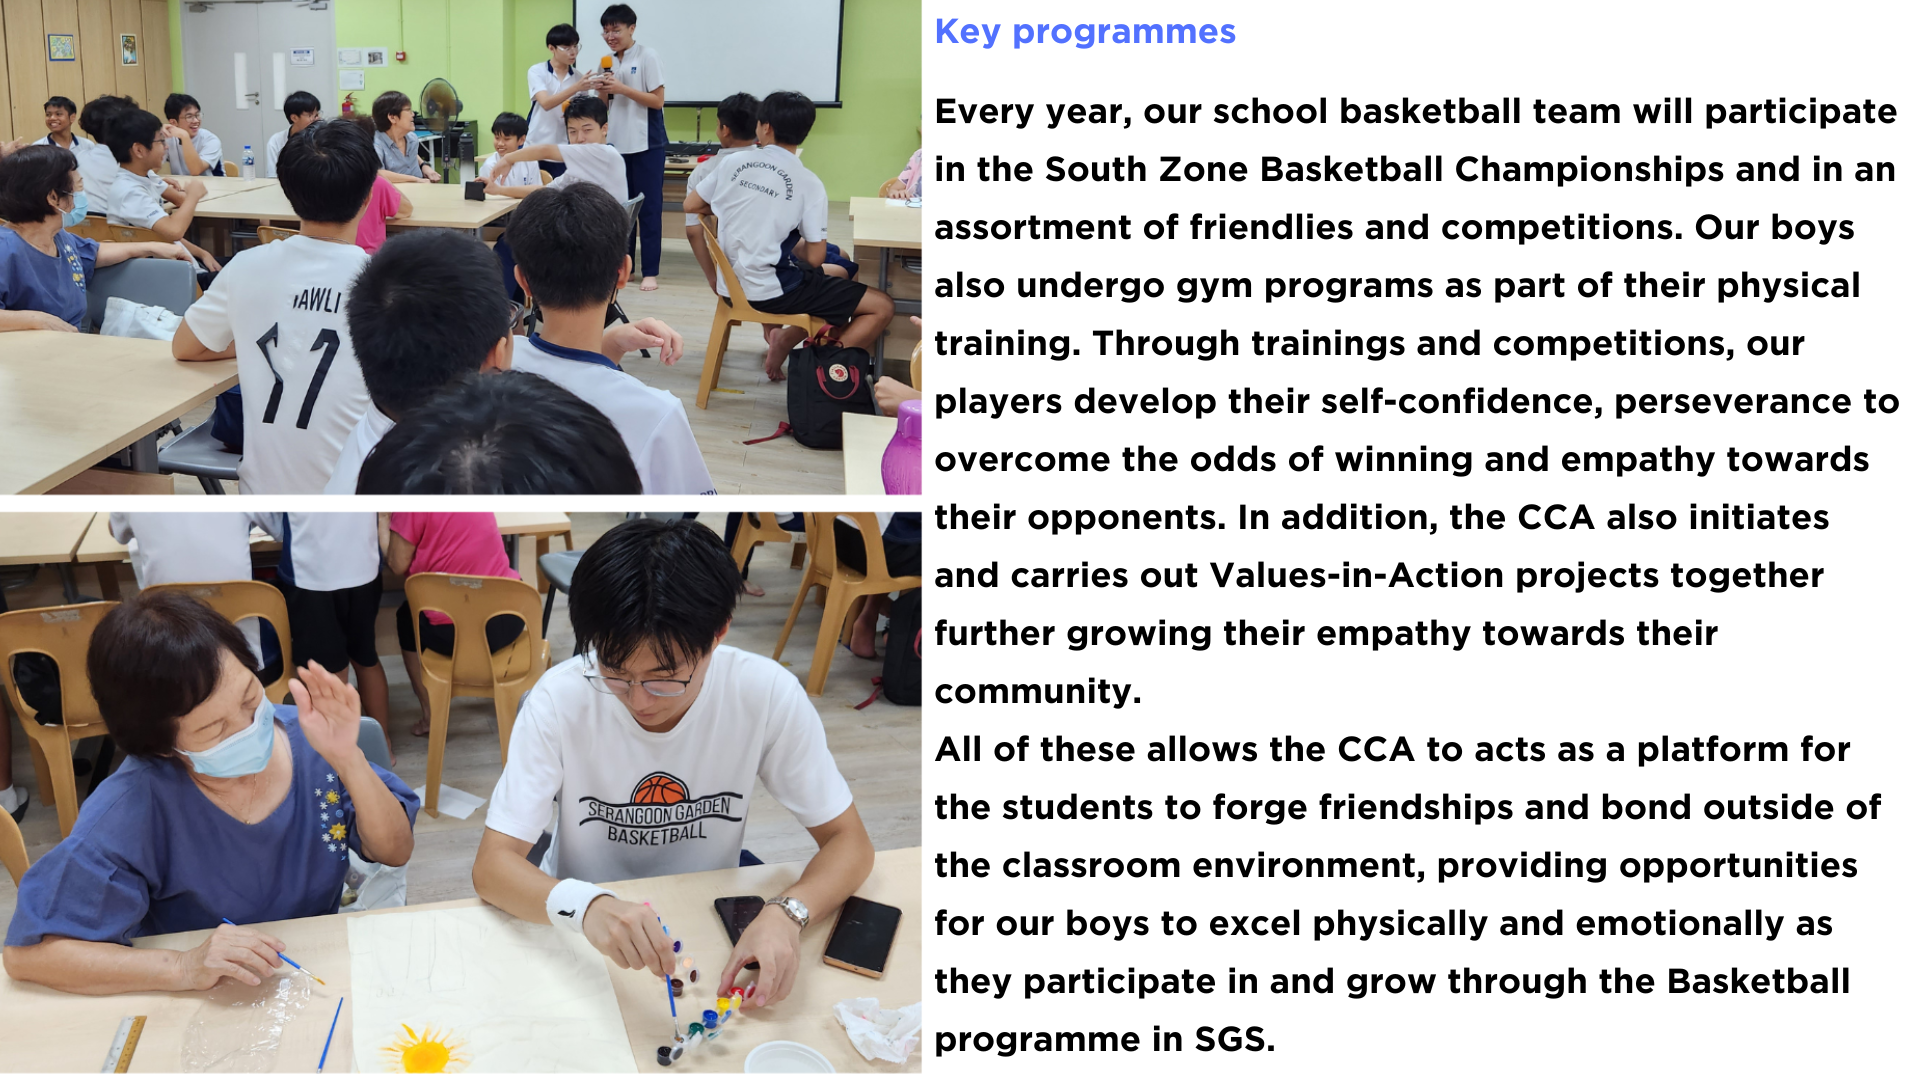 Key programmes
Every year, our school basketball team will participate
in the South Zone Basketball Championships and in an
assortment of friendlies and competitions. Our boys
also undergo gym programs as part of their physical
training. Through trainings and competitions, our
players develop their self-confidence, perseverance to
overcome the odds of winning and empathy towards
their opponents. In addition, the CCA also initiates
and carries out Values-in-Action projects together
further growing their empathy towards their
community.
All of these allows the CCA to acts as a platform for
the students to forge friendships and bond outside of
the classroom environment, providing opportunities
for our boys to excel physically and emotionally as
they participate in and grow through the Basketball
programme in SGS.
SERANGOON GARDEN
SECONDARY
11
SERANGOON GARDEN
BASKETBALL